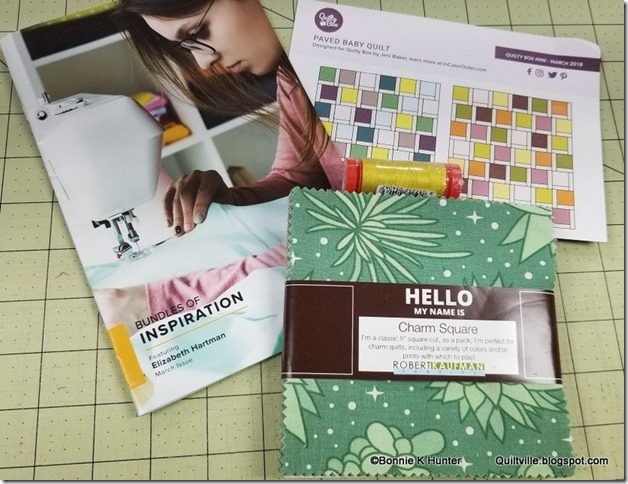 Quilty Box
PAVED BABY QUILT
Designed for Quilty Box by Jeni Baker, learn more at InColorOrder.com
QUILTY BOX MINI - MARCH 2018
BUNDLES OF
INSPIRATION
Featuring
Elizabeth Hartman
March Issue
HELLO
MY NAME IS
Charm Square
I'm a classic 5" square cut, as a pack, I'm perfect for
charm quilts, including a variety of colors and/or
prints with which to play!
ROBERT KAUFMAN
©Bonnie K Hunter
Quiltville.blogspot.com